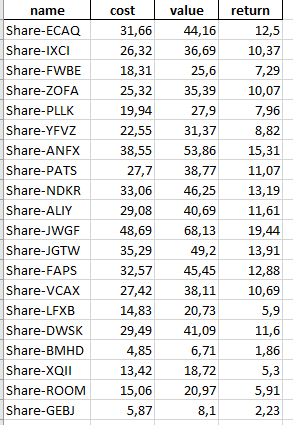 name cost value return
Share-ECAQ 31,66 44,16 12,5
Share-IXCI 26,32 36,69 10,37
Share-FWBE 18,31 25,6 7,29
Share-ZOFA 25,32 35,39 10,07
Share-PLLK 19,94 27,9 7,96
Share-YFVZ 22,55 31,37 8,82
Share-ANFX 38,55 53,86 15,31
Share-PATS 27,7 38,77 11,07
Share-NDKR 33,06 46,25 13,19
Share-ALIY 29,08 40,69 11,61
Share-JWGF 48,69 68,13 19,44
Share-JGTW 35,29 49,2 13,91
Share-FAPS 32,57 45,45 12,88
Share-VCAX 27,42 38,11 10,69
Share-LFXB 14,83 20,73 5,9
Share-DWSK 29,49 41,09 11,6
Share-BMHD 4,85 6,71 1,86
Share-XQII 13,42 18,72 5,3
Share-ROOM 15,06 20,97 5,91
Share-GEBJ 5,87 8,1 2,23